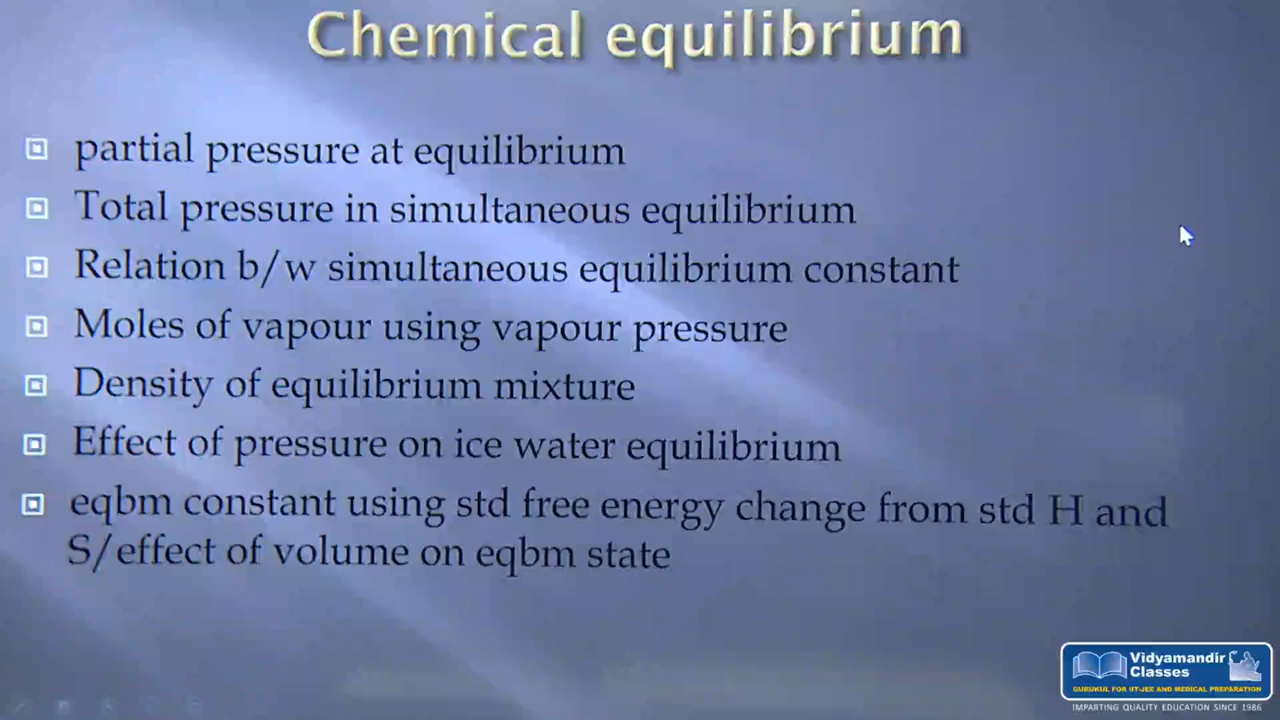 Chemical equilibrium
partial pressure at equilibrium
Total pressure in simultaneous equilibrium
Relation b/w simultaneous equilibrium constant
Moles of vapour using vapour pressure
Density of equilibrium mixture
Effect of pressure on ice water equilibrium
eqbm constant using std free energy change from std H and
S/effect of volume on eqbm state
Vidyamandir
Classes
GURUKUL FOR IIT-JEE AND MEDICAL PREPARATION
IMPARTING QUALITY EDUCATION SINCE 1986